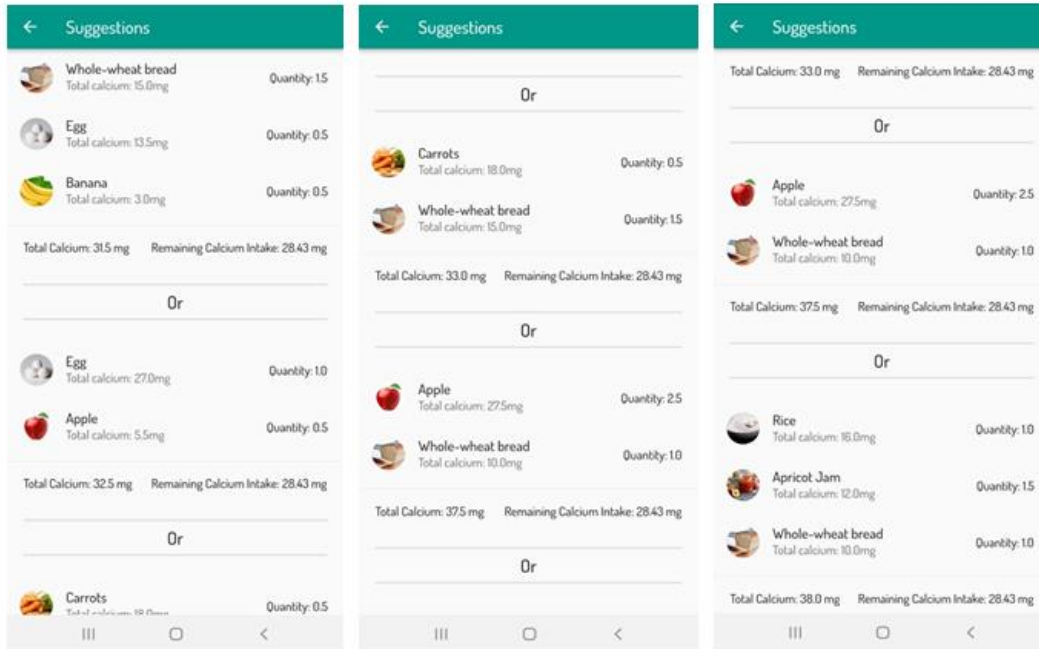 Suggestions
Whole-wheat bread
Total calcium: 15.0mg
Quantity: 1.5
Egg
Total calcium: 13.5mg
Quantity: 0.5
Banana
Total calcium: 3.0mg
Quantity: 0.5
Total Calcium: 31.5 mg Remaining Calcium Intake: 28.43 mg
Or
Egg
Total calcium: 27.0mg
Quantity: 1.0
Apple
Total calcium: 5.5mg
Quantity: 0.5
Total Calcium: 32.5 mg Remaining Calcium Intake: 28.43 mg
Or
Carrots
Total calcium: 18.0mg
Quantity: 0.5
Suggestions
Or
Carrots
Total calcium: 18.0mg
Quantity: 0.5
Whole-wheat bread
Total calcium: 15.0mg
Quantity: 1.5
Total Calcium: 33.0 mg Remaining Calcium Intake: 28.43 mg
Or
Apple
Total calcium: 27.5mg
Quantity: 2.5
Whole-wheat bread
Total calcium: 10.0mg
Quantity: 1.0
Total Calcium: 37.5 mg Remaining Calcium Intake: 28.43 mg
Or
Suggestions
Total Calcium: 33.0 mg Remaining Calcium Intake: 28.43 mg
Or
Apple
Total calcium: 27.5mg
Quantity: 2.5
Whole-wheat bread
Total calcium: 10.0mg
Quantity: 1.0
Total Calcium: 37.5 mg Remaining Calcium Intake: 28.43 mg
Or
Rice
Total calcium: 16.0mg
Quantity: 1.0
Apricot Jam
Total calcium: 12.0mg
Quantity: 1.5
Whole-wheat bread
Total calcium: 10.0mg
Quantity: 1.0
Total Calcium: 38.0 mg Remaining Calcium Intake: 28.43 mg